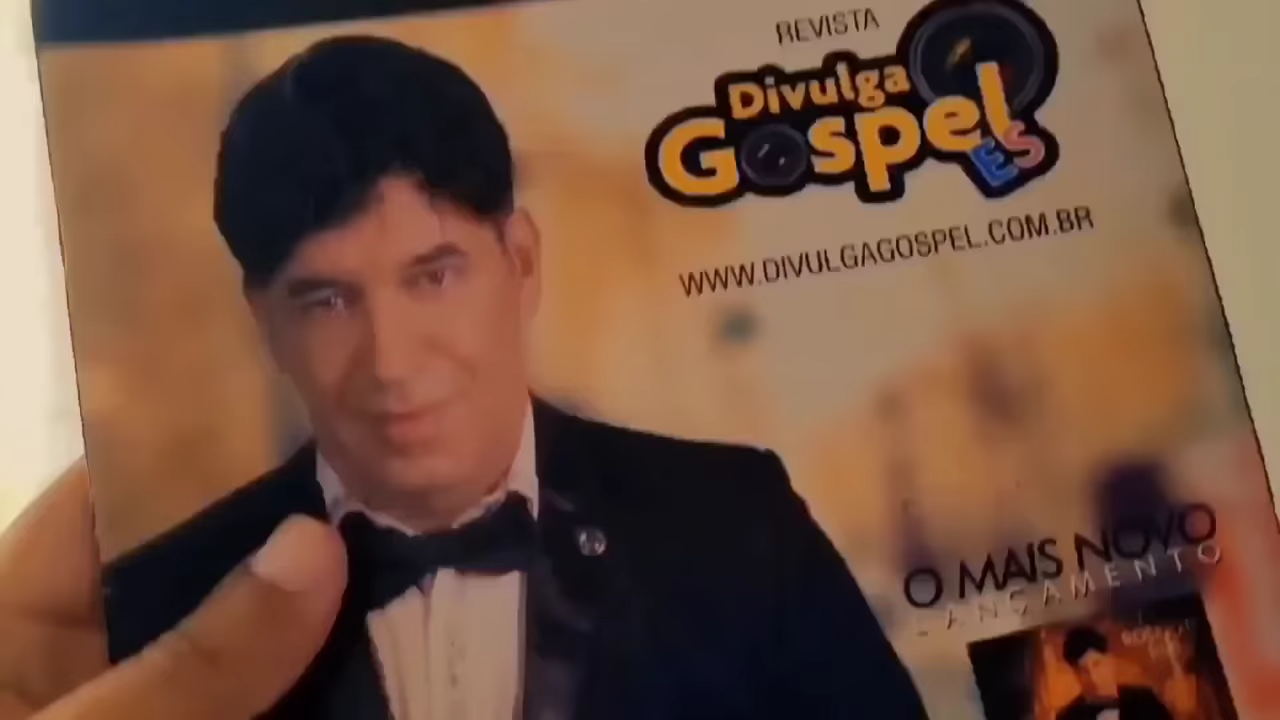 REVISTA
Divulga
Gospel
ES
WWW.DIVULGAGOSPEL.COM.BR
O MAIS NOVO
LANÇAMENTO